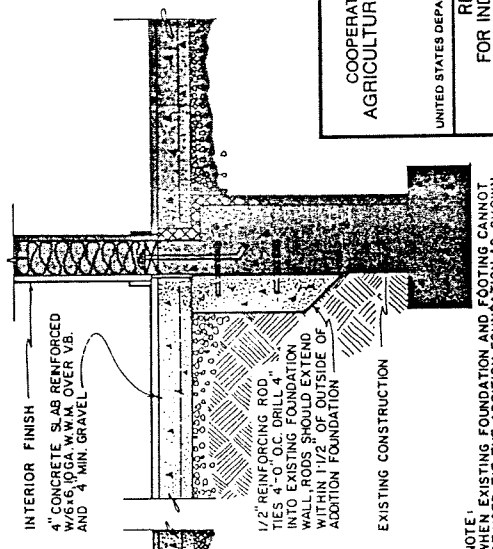 INTERIOR FINISH
4" CONCRETE SLAB REINFORCED
W/6x6,10GA.W.W.M. OVER V.B.
AND 4" MIN. GRAVEL
1/2" REINFORCING ROD
TIES 4'-0" O.C. DRILL 4"
INTO EXISTING FOUNDATION
WALL, RODS SHOULD EXTEND
WITHIN 1-1/2" OF OUTSIDE OF
ADDITION FOUNDATION
EXISTING CONSTRUCTION
NOTE:
WHEN EXISTING FOUNDATION AND FOOTING CANNOT
COOPERAT
AGRICULTUR
UNITED STATES DEPA
RE
FOR IND